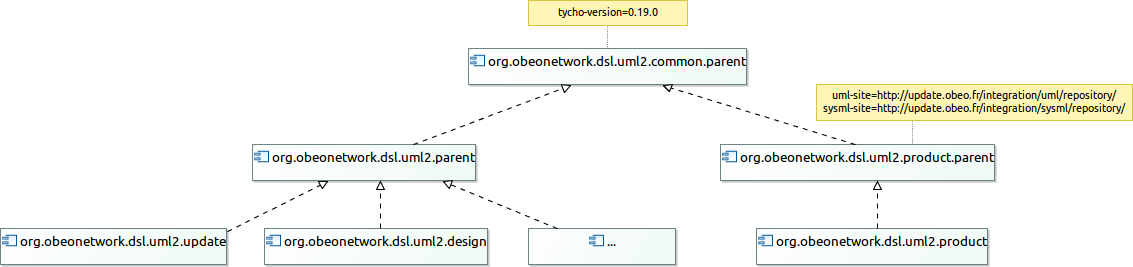 tycho-version=0.19.0
org.obeonetwork.dsl.uml2.common.parent
uml-site=http://update.obeo.fr/integration/uml/repository/
sysml-site=http://update.obeo.fr/integration/sysml/repository/
org.obeonetwork.dsl.uml2.parent
org.obeonetwork.dsl.uml2.product.parent
org.obeonetwork.dsl.uml2.update
org.obeonetwork.dsl.uml2.design
...
org.obeonetwork.dsl.uml2.product